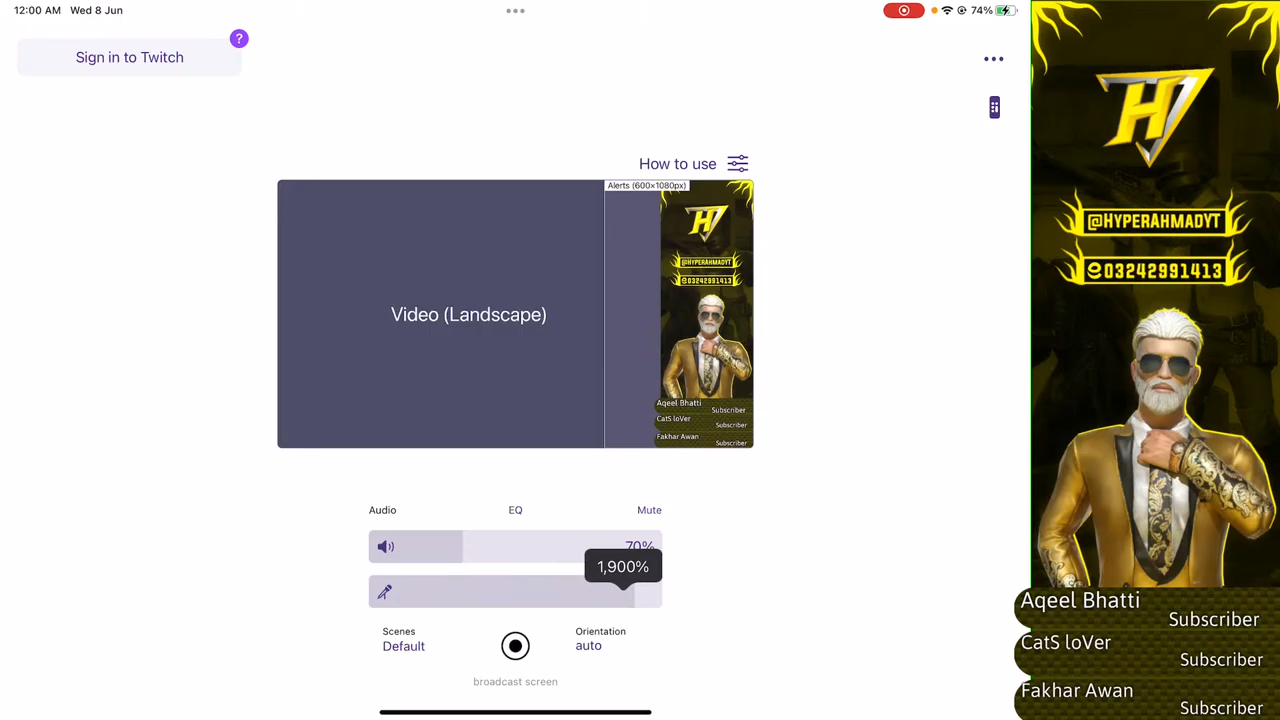 12:00 AM Wed 8 Jun
74%
Sign in to Twitch
?
How to use
Alerts (600×1080px)
Video (Landscape)
H
@HYPERAHMADYT
03242991413
Aqeel Bhatti
Subscriber
CatS loVer
Subscriber
Fakhar Awan
Subscriber
Audio
EQ
Mute
70%
1,900%
Scenes
Default
Orientation
auto
broadcast screen
H
@HYPERAHMADYT
03242991413
Aqeel Bhatti
Subscriber
CatS loVer
Subscriber
Fakhar Awan
Subscriber